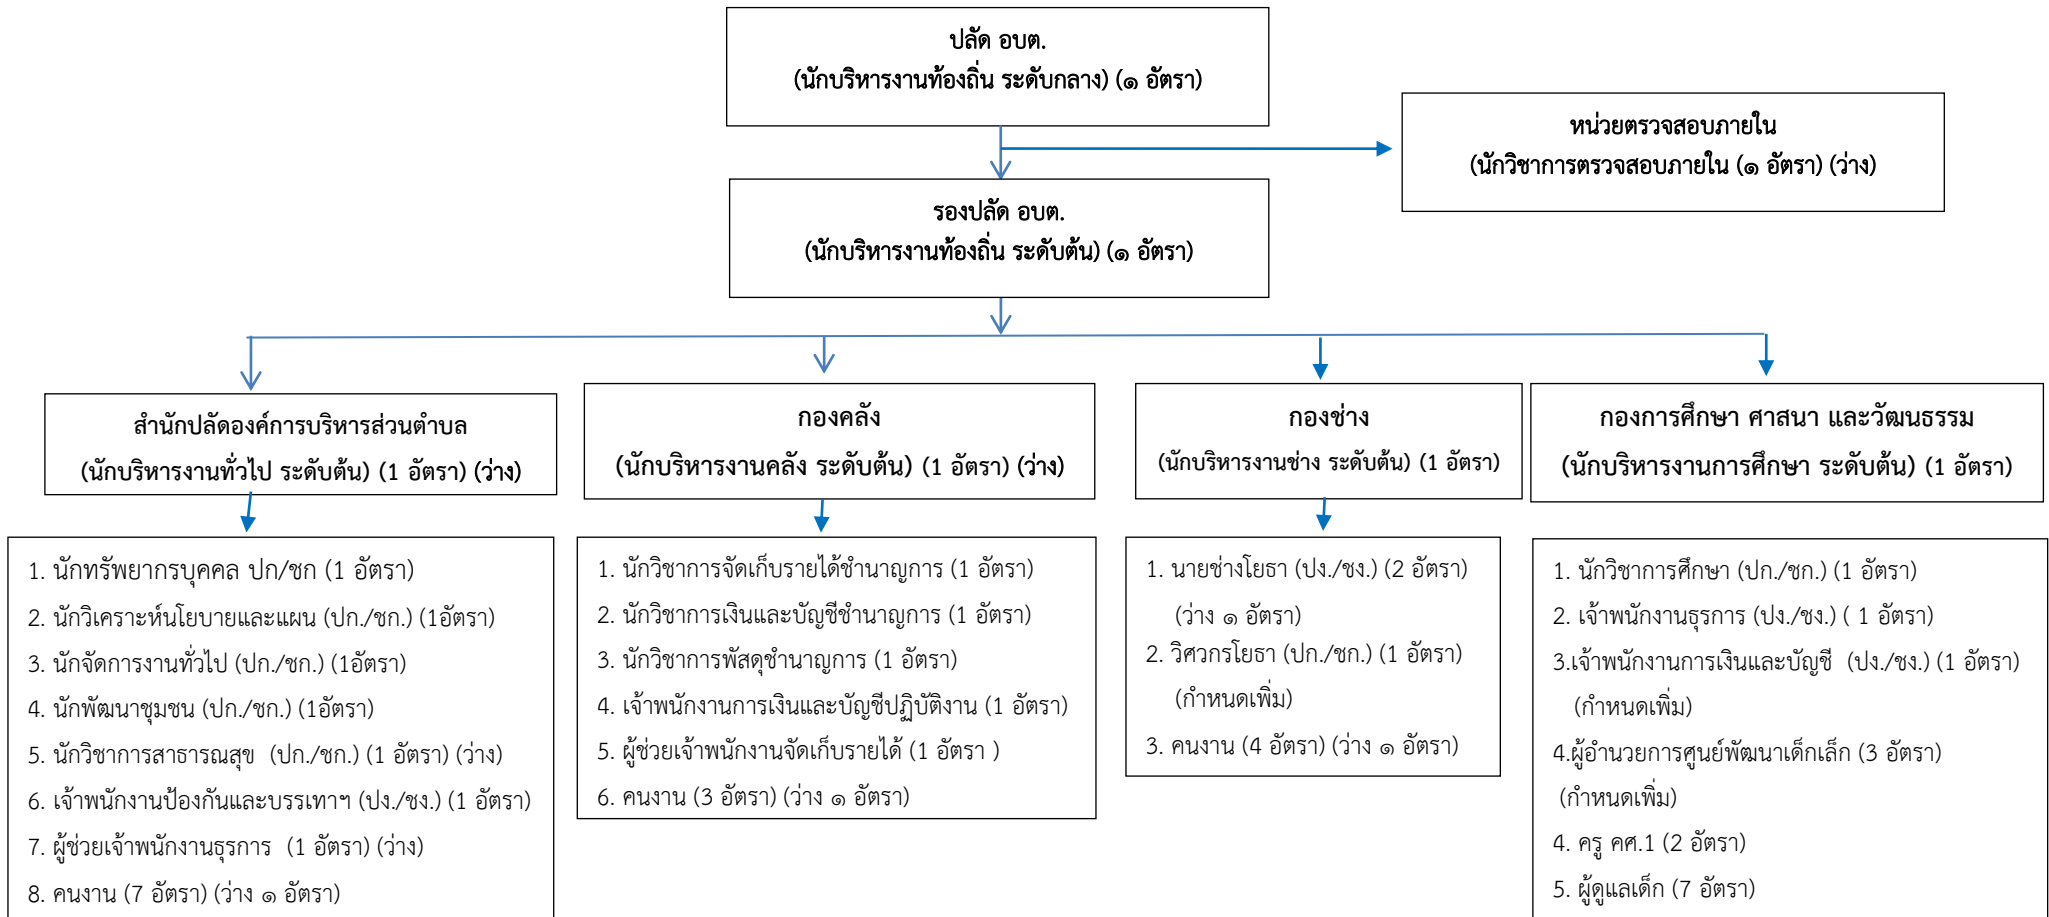 ปลัด อบต.
(นักบริหารงานท้องถิ่น ระดับกลาง) (๑ อัตรา)
หน่วยตรวจสอบภายใน
(นักวิชาการตรวจสอบภายใน (๑ อัตรา) (ว่าง)
รองปลัด อบต.
(นักบริหารงานท้องถิ่น ระดับต้น) (๑ อัตรา)
สำนักปลัดองค์การบริหารส่วนตำบล
(นักบริหารงานทั่วไป ระดับต้น) (1 อัตรา) (ว่าง)
1. นักทรัพยากรบุคคล ปก/ชก (1 อัตรา)
2. นักวิเคราะห์นโยบายและแผน (ปก./ชก.) (1อัตรา)
3. นักจัดการงานทั่วไป (ปก./ชก.) (1อัตรา)
4. นักพัฒนาชุมชน (ปก./ชก.) (1อัตรา)
5. นักวิชาการสาธารณสุข (ปก./ชก.) (1 อัตรา) (ว่าง)
6. เจ้าพนักงานป้องกันและบรรเทาฯ (ปง./ชง.) (1 อัตรา)
7. ผู้ช่วยเจ้าพนักงานธุรการ (1 อัตรา) (ว่าง)
8. คนงาน (7 อัตรา) (ว่าง ๑ อัตรา)
กองคลัง
(นักบริหารงานคลัง ระดับต้น) (1 อัตรา) (ว่าง)
1. นักวิชาการจัดเก็บรายได้ชำนาญการ (1 อัตรา)
2. นักวิชาการเงินและบัญชีชำนาญการ (1 อัตรา)
3. นักวิชาการพัสดุชำนาญการ (1 อัตรา)
4. เจ้าพนักงานการเงินและบัญชีปฏิบัติงาน (1 อัตรา)
5. ผู้ช่วยเจ้าพนักงานจัดเก็บรายได้ (1 อัตรา )
6. คนงาน (3 อัตรา) (ว่าง ๑ อัตรา)
กองช่าง
(นักบริหารงานช่าง ระดับต้น) (1 อัตรา)
1. นายช่างโยธา (ปง./ชง.) (2 อัตรา)
(ว่าง ๑ อัตรา)
2. วิศวกรโยธา (ปก./ชก.) (1 อัตรา)
(กำหนดเพิ่ม)
3. คนงาน (4 อัตรา) (ว่าง ๑ อัตรา)
กองการศึกษา ศาสนา และวัฒนธรรม
(นักบริหารงานการศึกษา ระดับต้น) (1 อัตรา)
1. นักวิชาการศึกษา (ปก./ชก.) (1 อัตรา)
2. เจ้าพนักงานธุรการ (ปง./ชง.) ( 1 อัตรา)
3.เจ้าพนักงานการเงินและบัญชี (ปง./ชง.) (1 อัตรา)
(กำหนดเพิ่ม)
4.ผู้อำนวยการศูนย์พัฒนาเด็กเล็ก (3 อัตรา)
(กำหนดเพิ่ม)
4. ครู คศ.1 (2 อัตรา)
5. ผู้ดูแลเด็ก (7 อัตรา)